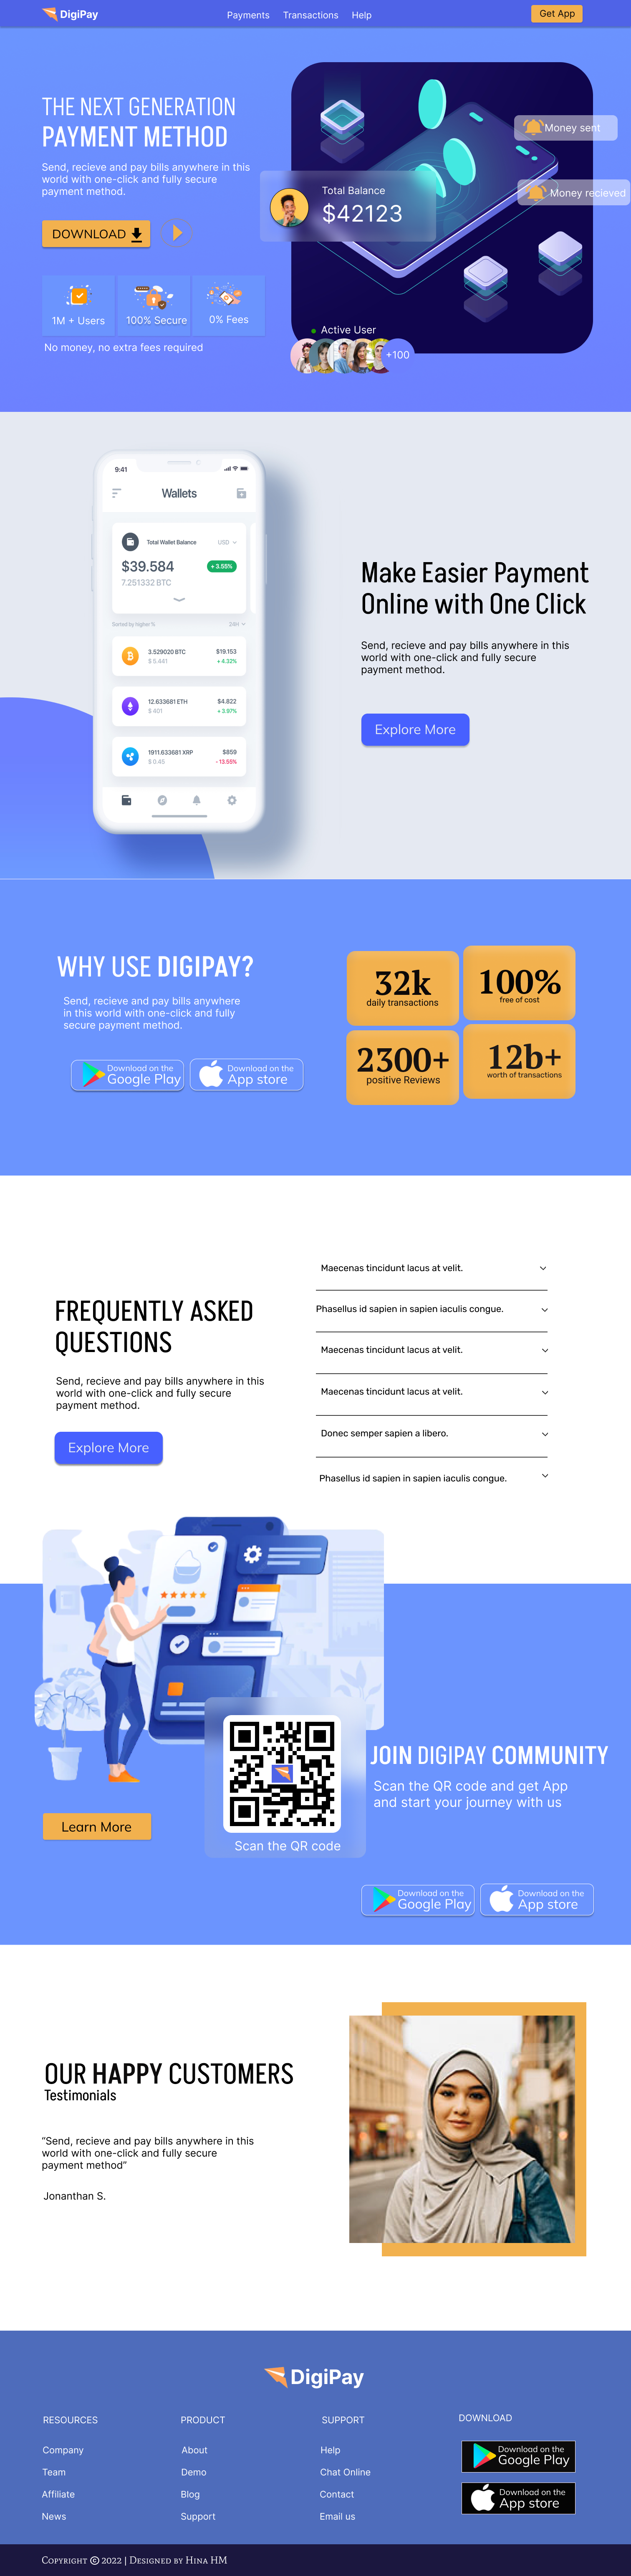 DigiPay
Payments Transactions Help
Get App
THE NEXT GENERATION
PAYMENT METHOD
Send, recieve and pay bills anywhere in this
world with one-click and fully secure
payment method.
DOWNLOAD
1M + Users
100% Secure
0% Fees
No money, no extra fees required
Money sent
Money recieved
Total Balance
$42123
Active User
+100
9:41
Wallets
Total Wallet Balance
USD
$39.584
+ 3.55%
7.251332 BTC
Sorted by higher %
24H
3.529020 BTC
$19.153
$ 5.441
+ 4.32%
12.633681 ETH
$4.822
$ 401
+ 3.97%
1911.633681 XRP
$859
$ 0.45
- 13.55%
Make Easier Payment
Online with One Click
Send, recieve and pay bills anywhere in this
world with one-click and fully secure
payment method.
Explore More
WHY USE DIGIPAY?
Send, recieve and pay bills anywhere
in this world with one-click and fully
secure payment method.
Download on the
Google Play
Download on the
App store
32k
daily transactions
100%
free of cost
2300+
positive Reviews
12b+
worth of transactions
FREQUENTLY ASKED
QUESTIONS
Send, recieve and pay bills anywhere in this
world with one-click and fully secure
payment method.
Explore More
Maecenas tincidunt lacus at velit.
Phasellus id sapien in sapien iaculis congue.
Maecenas tincidunt lacus at velit.
Maecenas tincidunt lacus at velit.
Donec semper sapien a libero.
Phasellus id sapien in sapien iaculis congue.
Learn More
Scan the QR code
JOIN DIGIPAY COMMUNITY
Scan the QR code and get App
and start your journey with us
Download on the
Google Play
Download on the
App store
OUR HAPPY CUSTOMERS
Testimonials
“Send, recieve and pay bills anywhere in this
world with one-click and fully secure
payment method”
Jonanthan S.
DigiPay
RESOURCES
Company
Team
Affiliate
News
PRODUCT
About
Demo
Blog
Support
SUPPORT
Help
Chat Online
Contact
Email us
DOWNLOAD
Download on the
Google Play
Download on the
App store
Copyright © 2022 | Designed by Hina HM